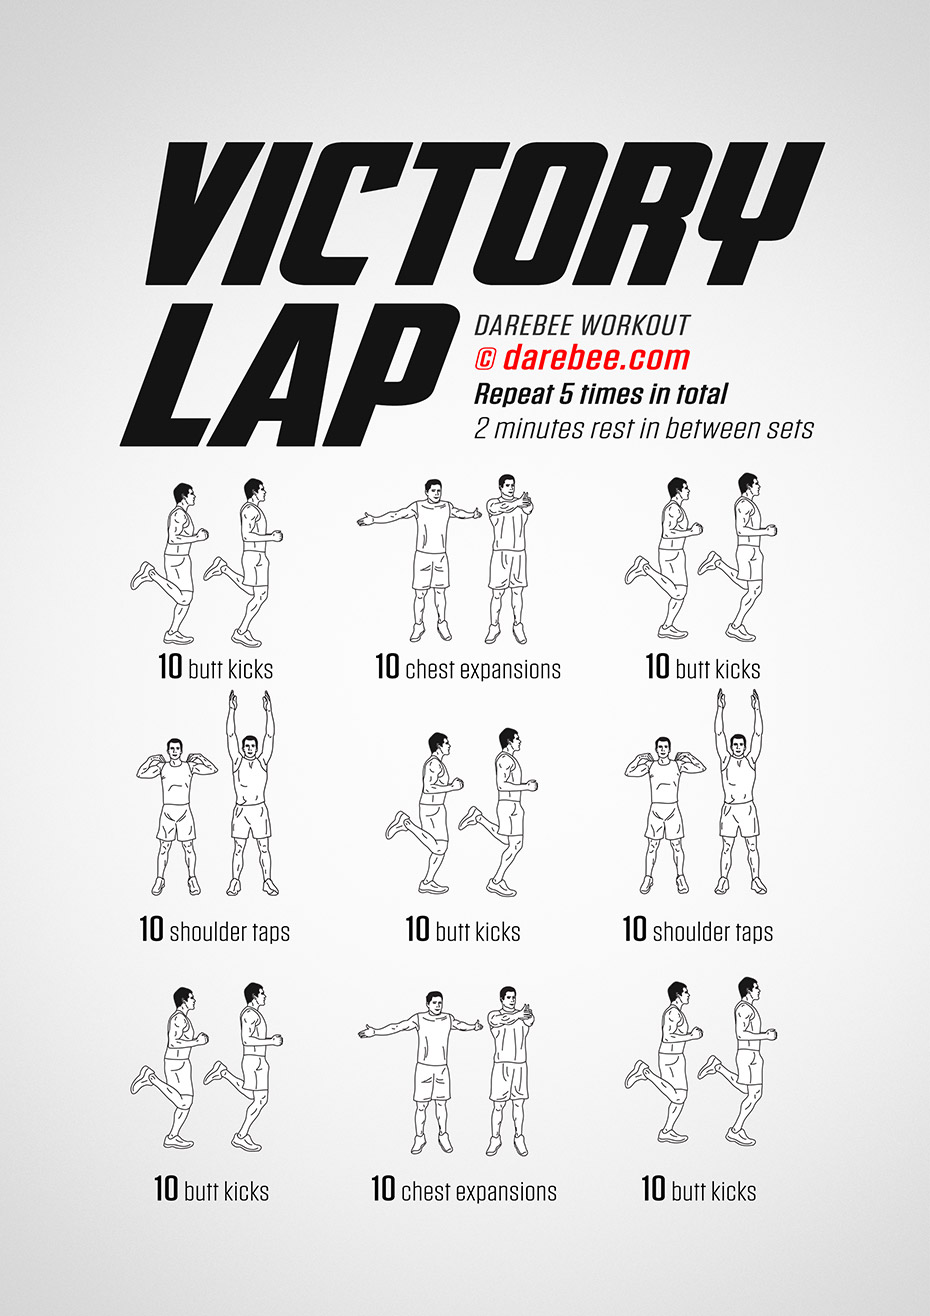 VICTORY
LAP
DAREBEE WORKOUT
© darebee.com
Repeat 5 times in total
2 minutes rest in between sets
10 butt kicks
10 chest expansions
10 butt kicks
10 shoulder taps
10 butt kicks
10 shoulder taps
10 butt kicks
10 chest expansions
10 butt kicks